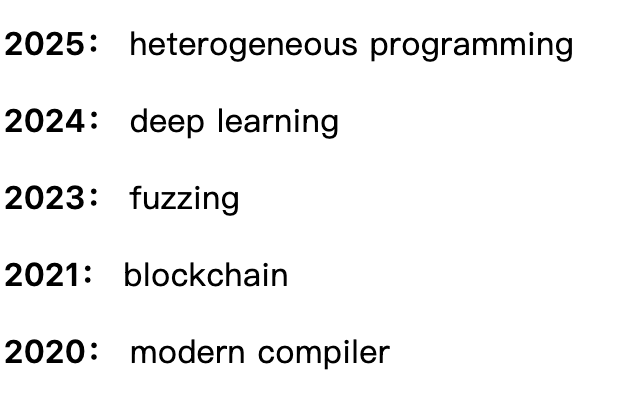 2025： heterogeneous programming
2024： deep learning
2023： fuzzing
2021： blockchain
2020： modern compiler